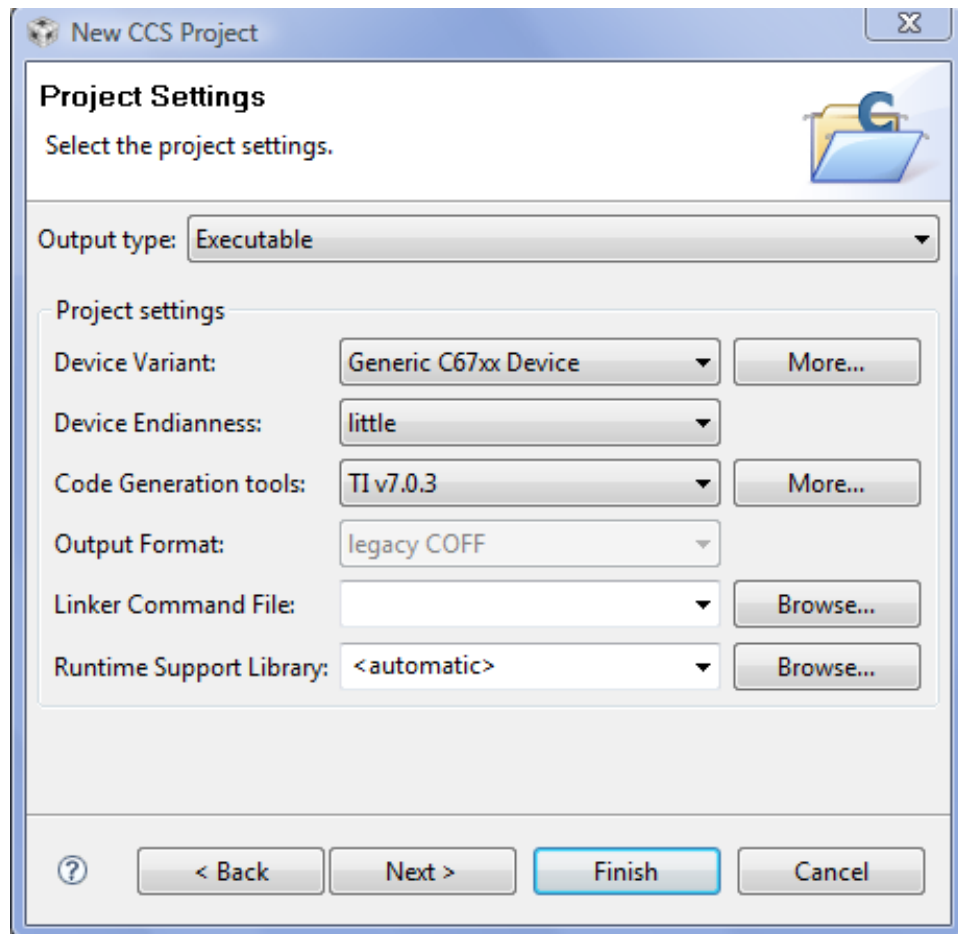 New CCS Project
Project Settings
Select the project settings.
Output type: Executable
Project settings
Device Variant: Generic C67xx Device More...
Device Endianness: little
Code Generation tools: TI v7.0.3 More...
Output Format: legacy COFF
Linker Command File: Browse...
Runtime Support Library: <automatic> Browse...
? < Back Next > Finish Cancel